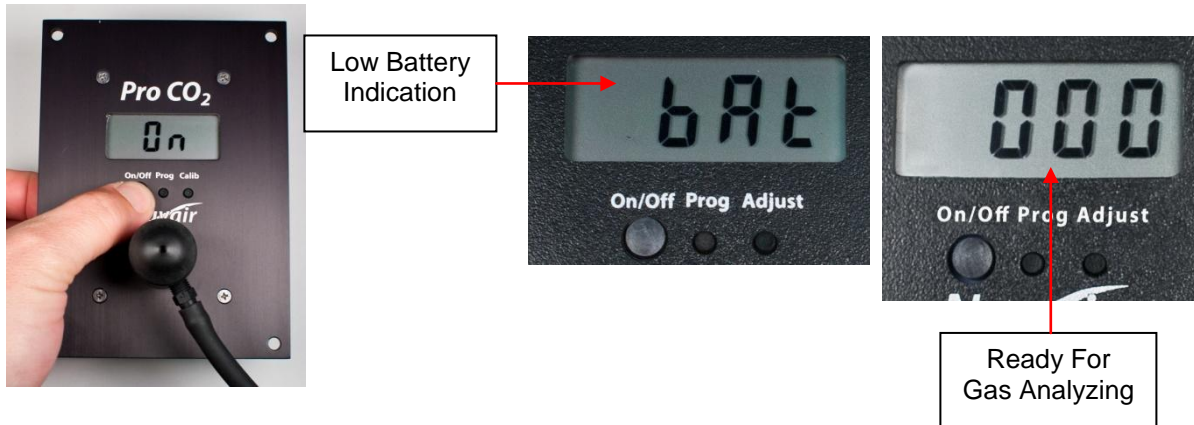 Pro CO₂
On
On/Off Prog Calib
Low Battery
Indication
bAt
On/Off Prog Adjust
000
On/Off Prog Adjust
Ready For
Gas Analyzing